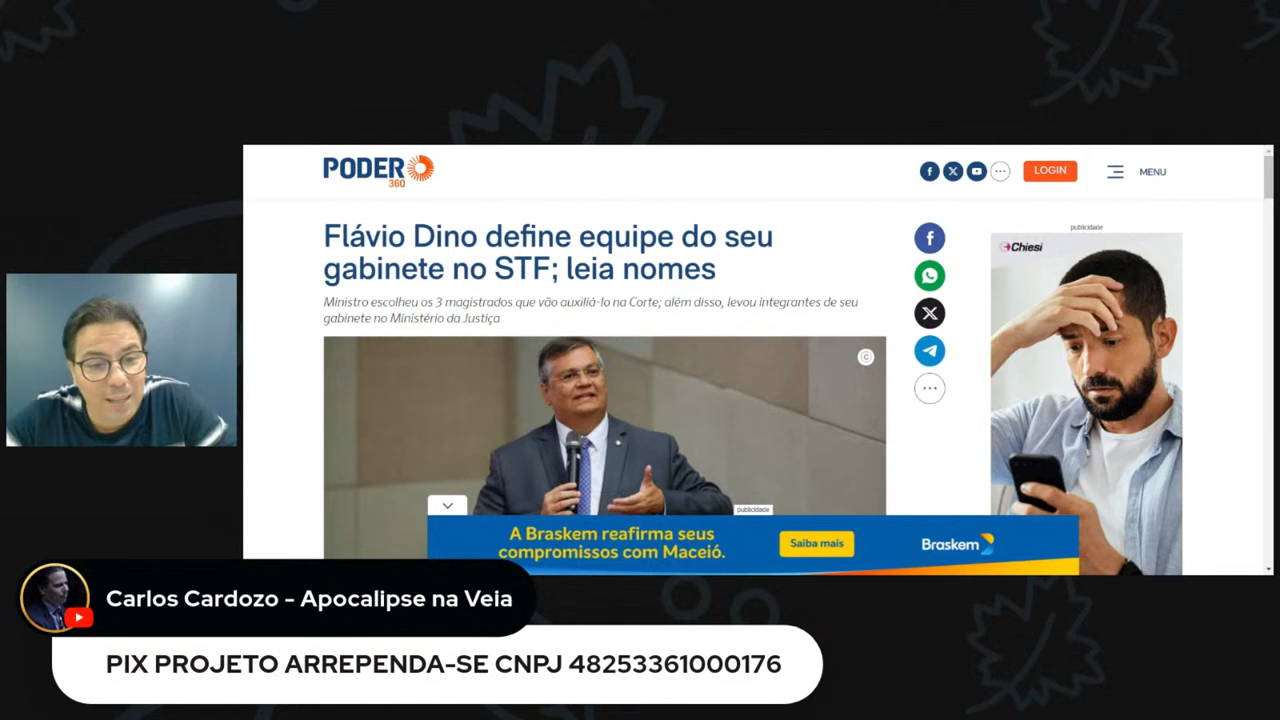 PODER
360
LOGIN
MENU
Flávio Dino define equipe do seu
gabinete no STF; leia nomes
Ministro escolheu os 3 magistrados que vão auxiliá-lo na Corte; além disso, levou integrantes de seu
gabinete no Ministério da Justiça
publicidade
Chiesi
publicidade
A Braskem reafirma seus
compromissos com Maceió.
Saiba mais
Braskem
Carlos Cardozo - Apocalipse na Veia
PIX PROJETO ARREPENDA-SE CNPJ 48253361000176